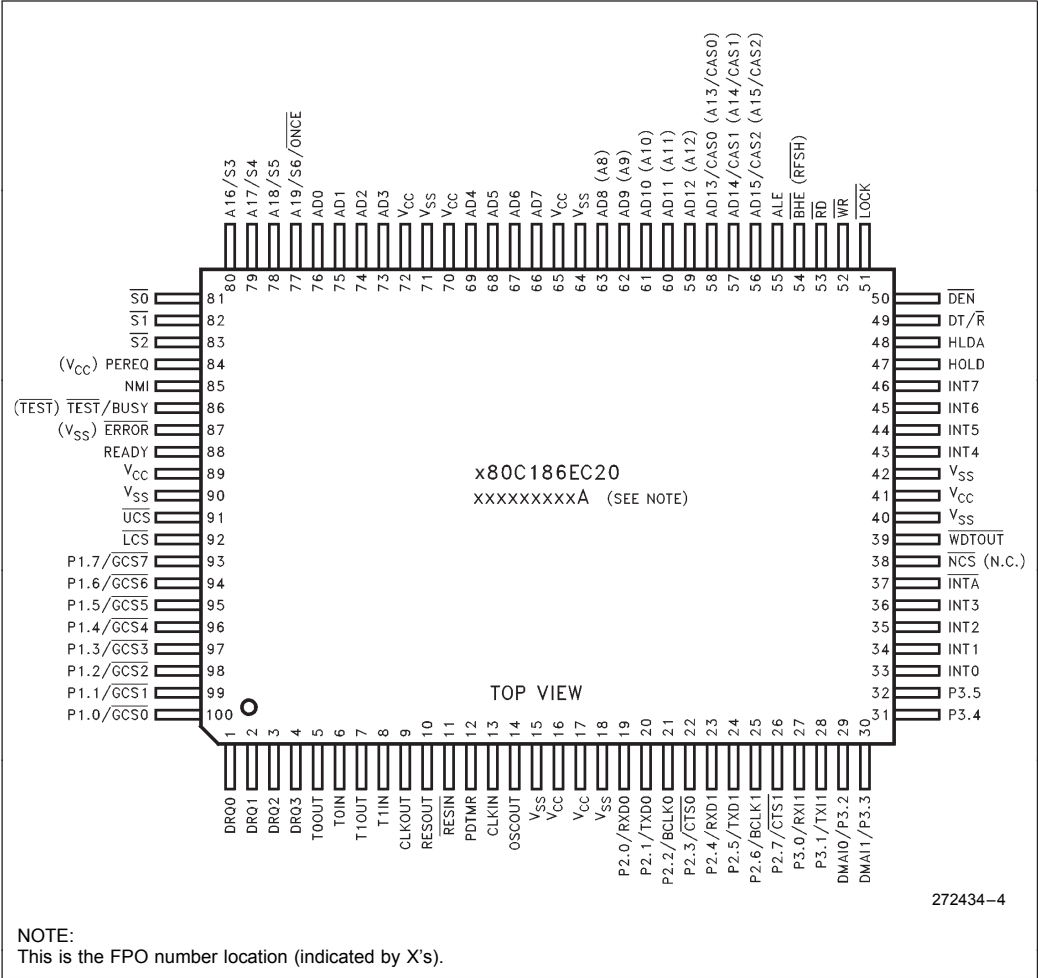 A16/S3
A17/S4
A18/S5
A19/S6/ONCE
AD0
AD1
AD2
AD3
VCC
VSS
VCC
AD4
AD5
AD6
AD7
VCC
VSS
AD8 (A8)
AD9 (A9)
AD10 (A10)
AD11 (A11)
AD12 (A12)
AD13/CAS0 (A13/CAS0)
AD14/CAS1 (A14/CAS1)
AD15/CAS2 (A15/CAS2)
ALE
BHE (RFSH)
RD
WR
LOCK
80 79 78 77 76 75 74 73 72 71 70 69 68 67 66 65 64 63 62 61 60 59 58 57 56 55 54 53 52 51
S0 81
S1 82
S2 83
(VCC) PEREQ 84
NMI 85
(TEST) TEST/BUSY 86
(VSS) ERROR 87
READY 88
VCC 89
VSS 90
UCS 91
LCS 92
P1.7/GCS7 93
P1.6/GCS6 94
P1.5/GCS5 95
P1.4/GCS4 96
P1.3/GCS3 97
P1.2/GCS2 98
P1.1/GCS1 99
P1.0/GCS0 100
x80C186EC20
xxxxxxxxxA (SEE NOTE)
TOP VIEW
50 DEN
49 DT/R
48 HLDA
47 HOLD
46 INT7
45 INT6
44 INT5
43 INT4
42 VSS
41 VCC
40 VSS
39 WDTOUT
38 NCS (N.C.)
37 INTA
36 INT3
35 INT2
34 INT1
33 INT0
32 P3.5
31 P3.4
1 2 3 4 5 6 7 8 9 10 11 12 13 14 15 16 17 18 19 20 21 22 23 24 25 26 27 28 29 30
DRQ0
DRQ1
DRQ2
DRQ3
T0OUT
T0IN
T1OUT
T1IN
CLKOUT
RESOUT
RESIN
PDTMR
CLKIN
OSCOUT
VSS
VCC
VCC
VSS
P2.0/RXD0
P2.1/TXD0
P2.2/BCLK0
P2.3/CTS0
P2.4/RXD1
P2.5/TXD1
P2.6/BCLK1
P2.7/CTS1
P3.0/RXI1
P3.1/TXI1
DMAI0/P3.2
DMAI1/P3.3
272434–4
NOTE:
This is the FPO number location (indicated by X's).